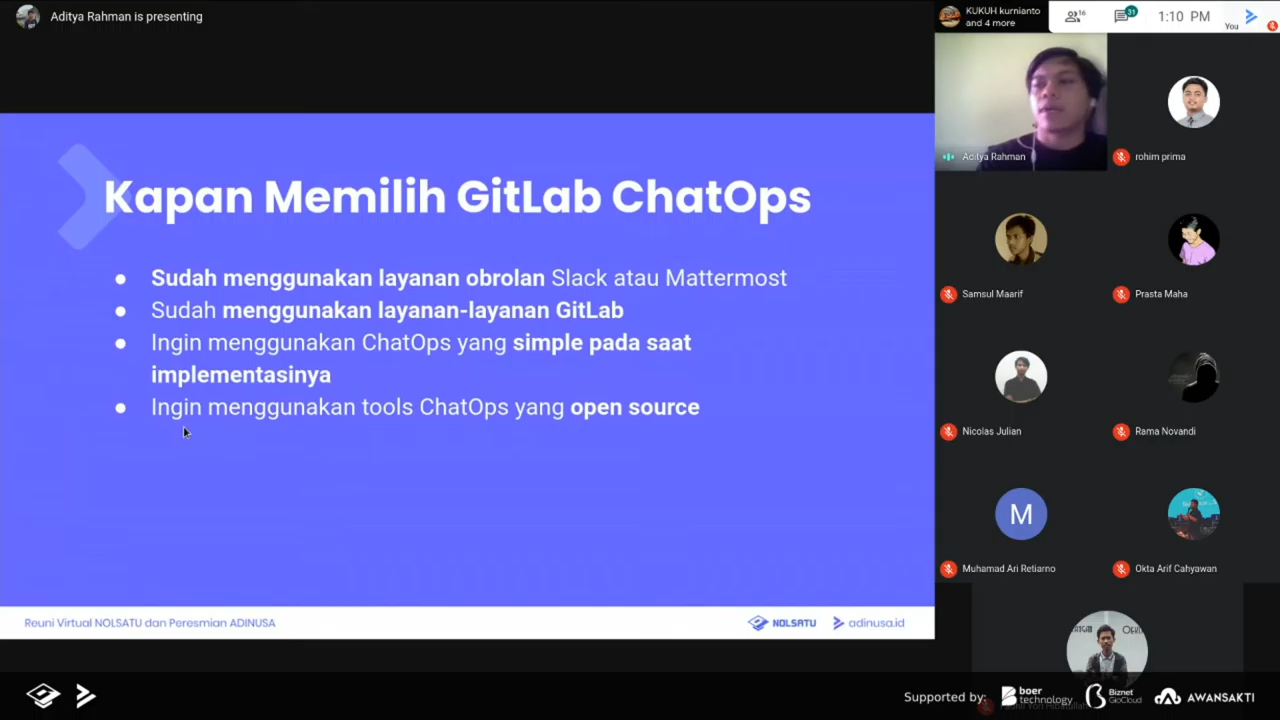 Aditya Rahman is presenting
KUKUH kurnianto
and 4 more
16
31
1:10 PM
You
Kapan Memilih GitLab ChatOps
● Sudah menggunakan layanan obrolan Slack atau Mattermost
● Sudah menggunakan layanan-layanan GitLab
● Ingin menggunakan ChatOps yang simple pada saat
implementasinya
● Ingin menggunakan tools ChatOps yang open source
Reuni Virtual NOLSATU dan Peresmian ADINUSA
NOLSATU
adinusa.id
Aditya Rahman
rohim prima
Samsul Maarif
Prasta Maha
Nicolas Julian
Rama Novandi
M
Muhamad Ari Retiarno
Okta Arif Cahyawan
Supported by:
boer
technology
Biznet
GioCloud
AWANSAKTI